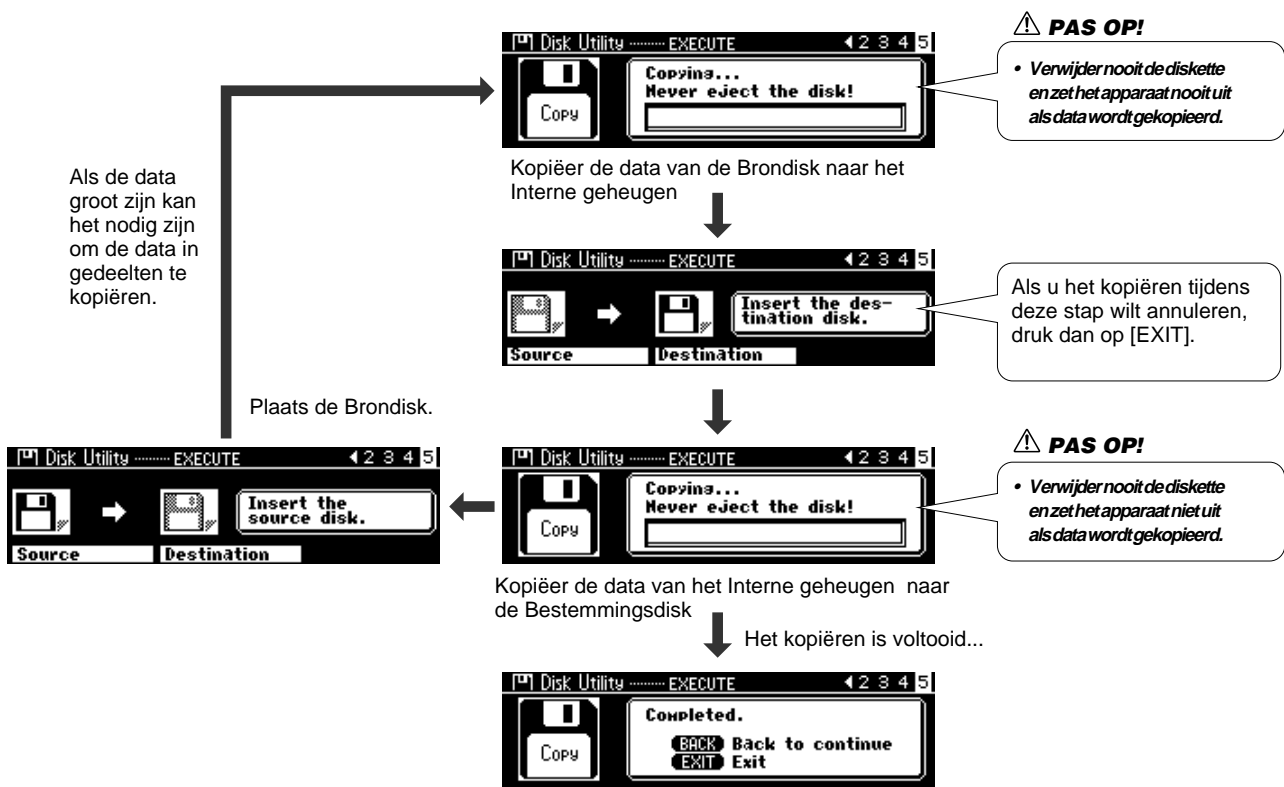 Disk Utility ········· EXECUTE ◀2 3 4 5
Copy
Copying...
Never eject the disk!
⚠ PAS OP!
• Verwijder nooit de diskette
en zet het apparaat nooit uit
als data wordt gekopieerd.
Kopiëer de data van de Brondisk naar het
Interne geheugen
Als de data
groot zijn kan
het nodig zijn
om de data in
gedeelten te
kopiëren.
Disk Utility ········· EXECUTE ◀2 3 4 5
Insert the des-
tination disk.
Source
Destination
Als u het kopiëren tijdens
deze stap wilt annuleren,
druk dan op [EXIT].
Plaats de Brondisk.
Disk Utility ········· EXECUTE ◀2 3 4 5
Insert the
source disk.
Source
Destination
Disk Utility ········· EXECUTE ◀2 3 4 5
Copy
Copying...
Never eject the disk!
⚠ PAS OP!
• Verwijder nooit de diskette
en zet het apparaat niet uit
als data wordt gekopieerd.
Kopiëer de data van het Interne geheugen naar
de Bestemmingsdisk
Het kopiëren is voltooid...
Disk Utility ········· EXECUTE ◀2 3 4 5
Copy
Completed.
BACK Back to continue
EXIT Exit